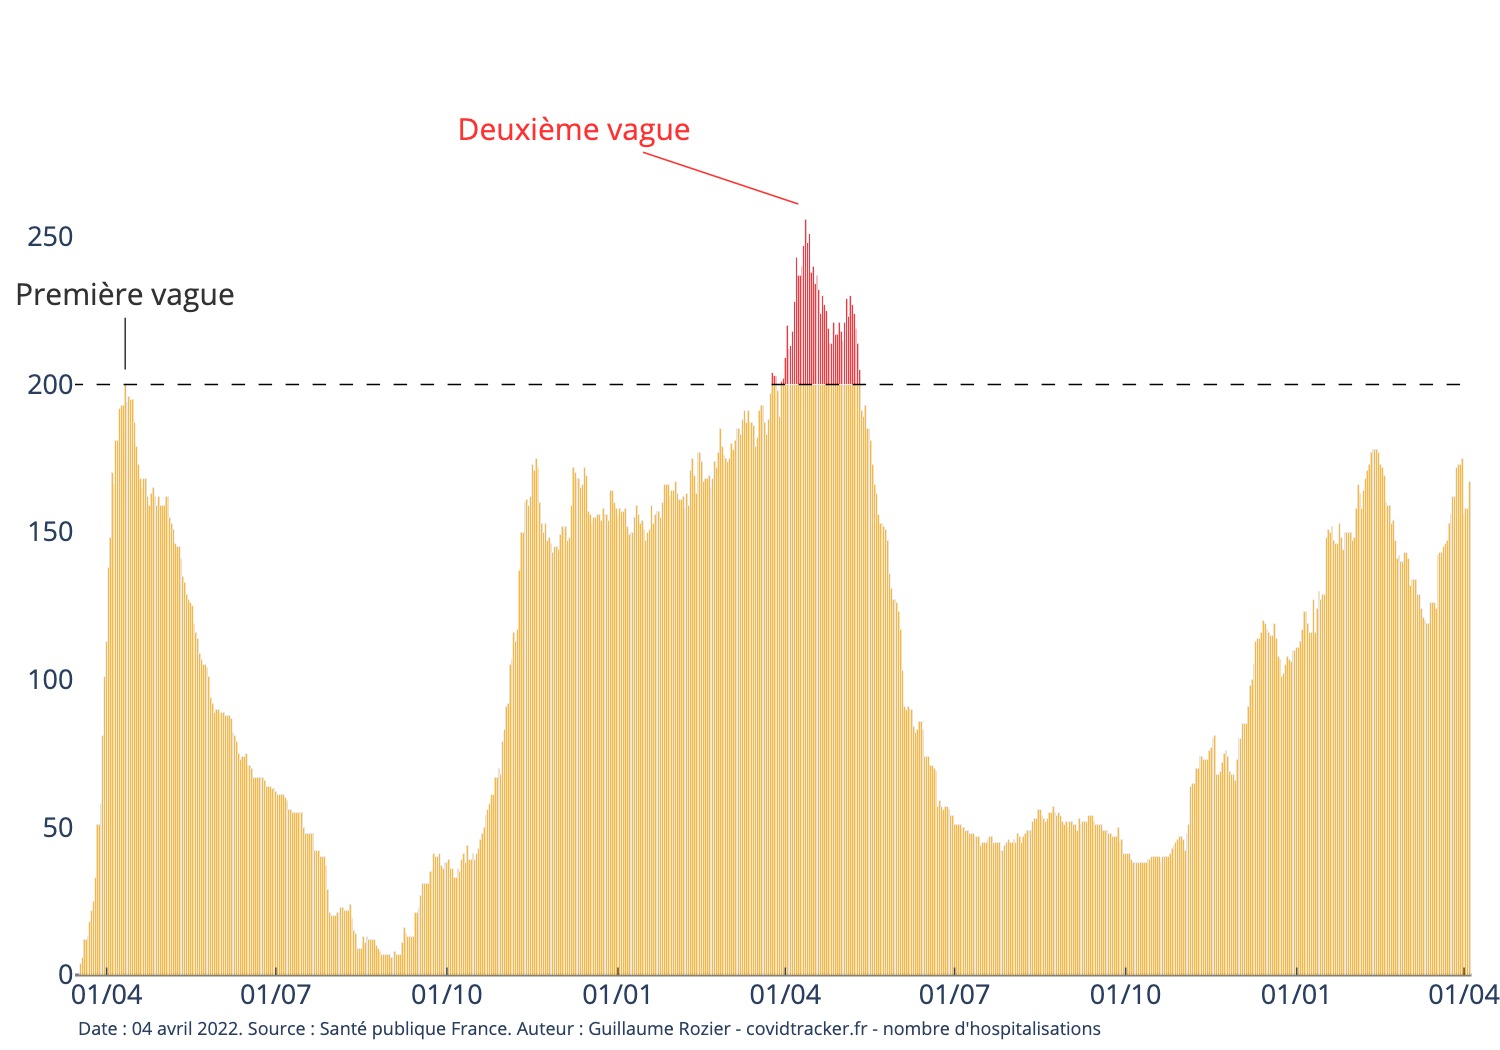 Deuxième vague
250
Première vague
200
150
100
50
0
01/04 01/07 01/10 01/01 01/04 01/07 01/10 01/01 01/04
Date : 04 avril 2022. Source : Santé publique France. Auteur : Guillaume Rozier - covidtracker.fr - nombre d'hospitalisations